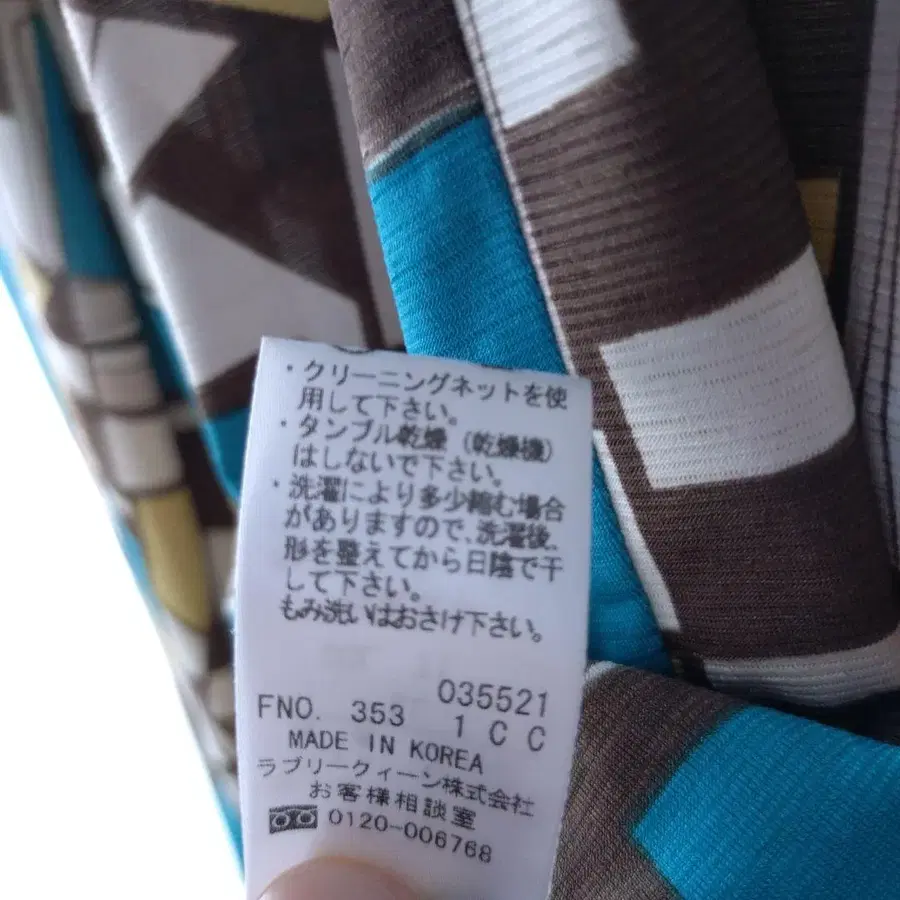 ・クリーニングネットを使
用して下さい。
・タンブル乾燥（乾燥機）
はしないで下さい。
・洗濯により多少縮む場合
がありますので、洗濯後、
形を整えてから日陰で干
して下さい。
もみ洗いはおさけ下さい。
035521
FNO. 353 1 C C
MADE IN KOREA
ラブリークィーン株式会社
お客様相談室
0120-006768